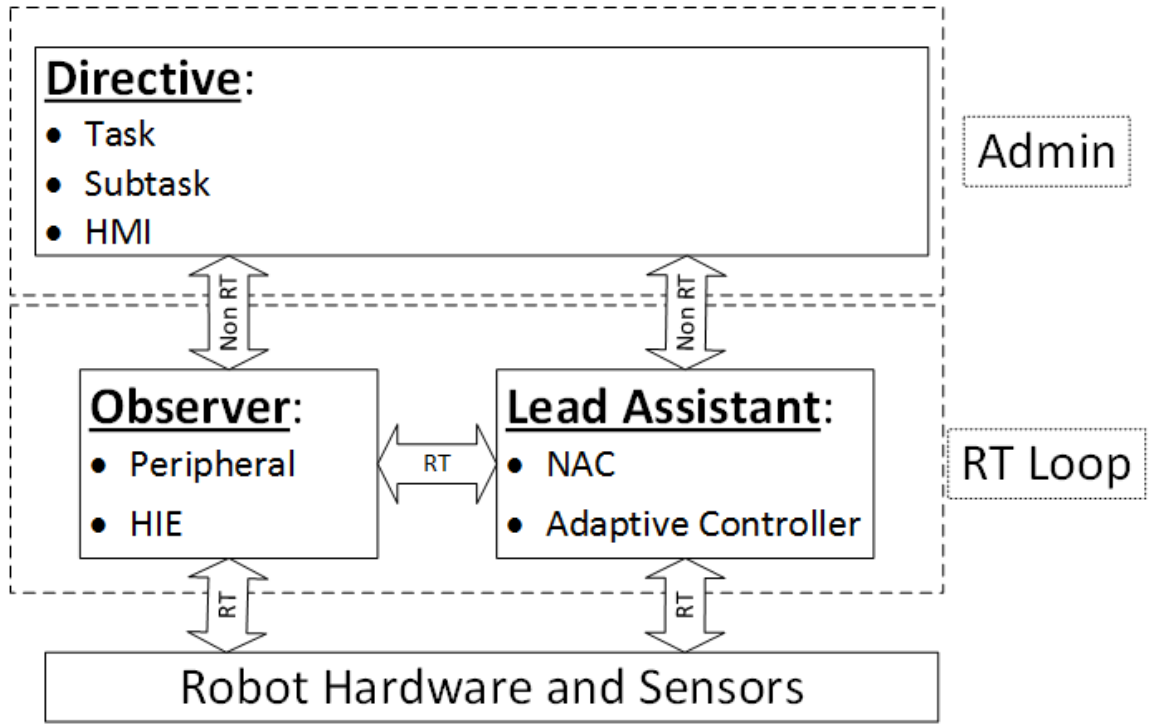 Directive:
• Task
• Subtask
• HMI
Admin
Non RT
Non RT
Observer:
• Peripheral
• HIE
RT
Lead Assistant:
• NAC
• Adaptive Controller
RT Loop
RT
RT
Robot Hardware and Sensors